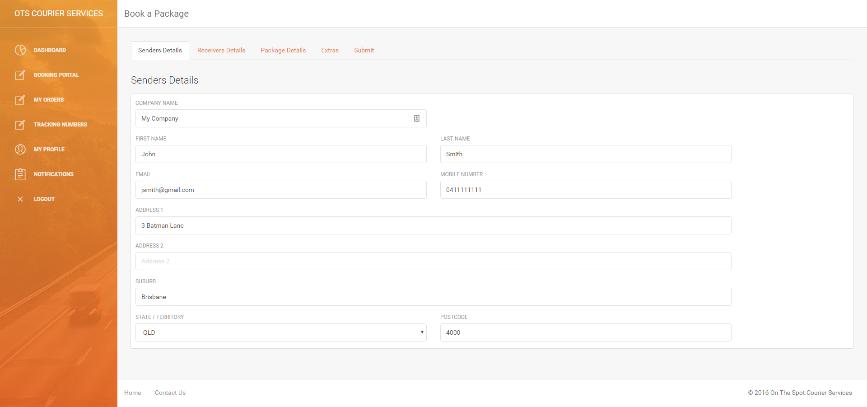 OTS COURIER SERVICES
Book a Package
DASHBOARD
BOOKING PORTAL
MY ORDERS
TRACKING NUMBERS
MY PROFILE
NOTIFICATIONS
LOGOUT
Senders Details Receivers Details Package Details Extras Submit
Senders Details
COMPANY NAME
My Company
FIRST NAME LAST NAME
John Smith
EMAIL MOBILE NUMBER
jsmith@gmail.com 0411111111
ADDRESS 1
3 Batman Lane
ADDRESS 2
Address 2
SUBURB
Brisbane
STATE / TERRITORY POSTCODE
QLD 4000
Home Contact Us © 2016 On The Spot Courier Services